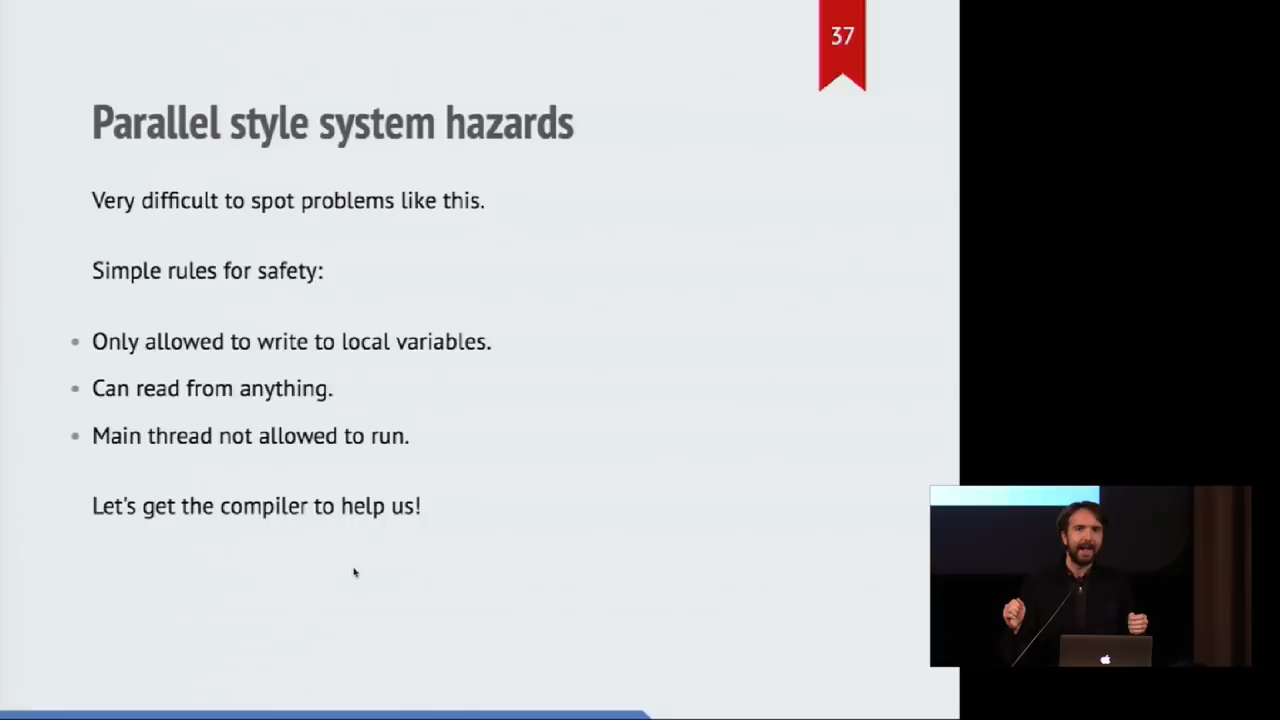 37
Parallel style system hazards
Very difficult to spot problems like this.
Simple rules for safety:
Only allowed to write to local variables.
Can read from anything.
Main thread not allowed to run.
Let's get the compiler to help us!